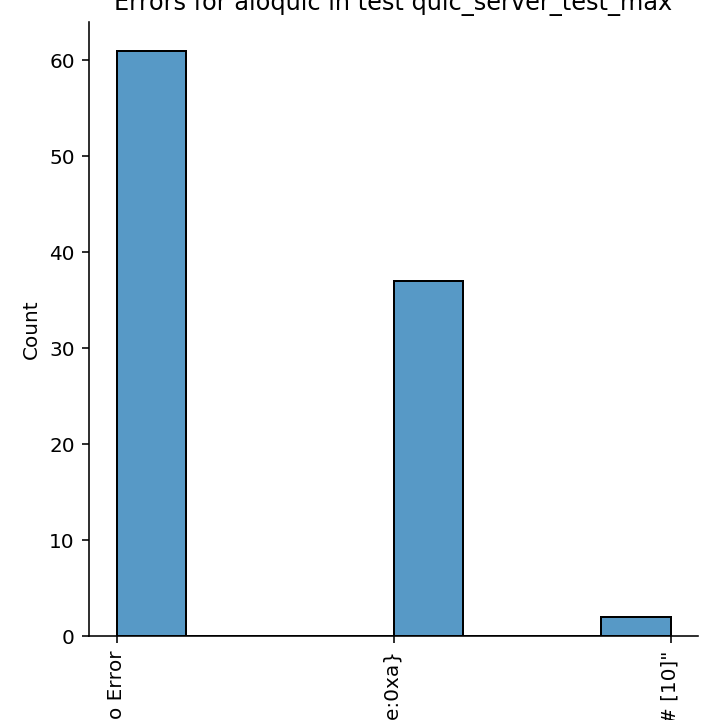 Errors for aioquic in test quic_server_test_max
60
50
40
30
20
10
0
Count
o Error
e:0xa}
# [10]"